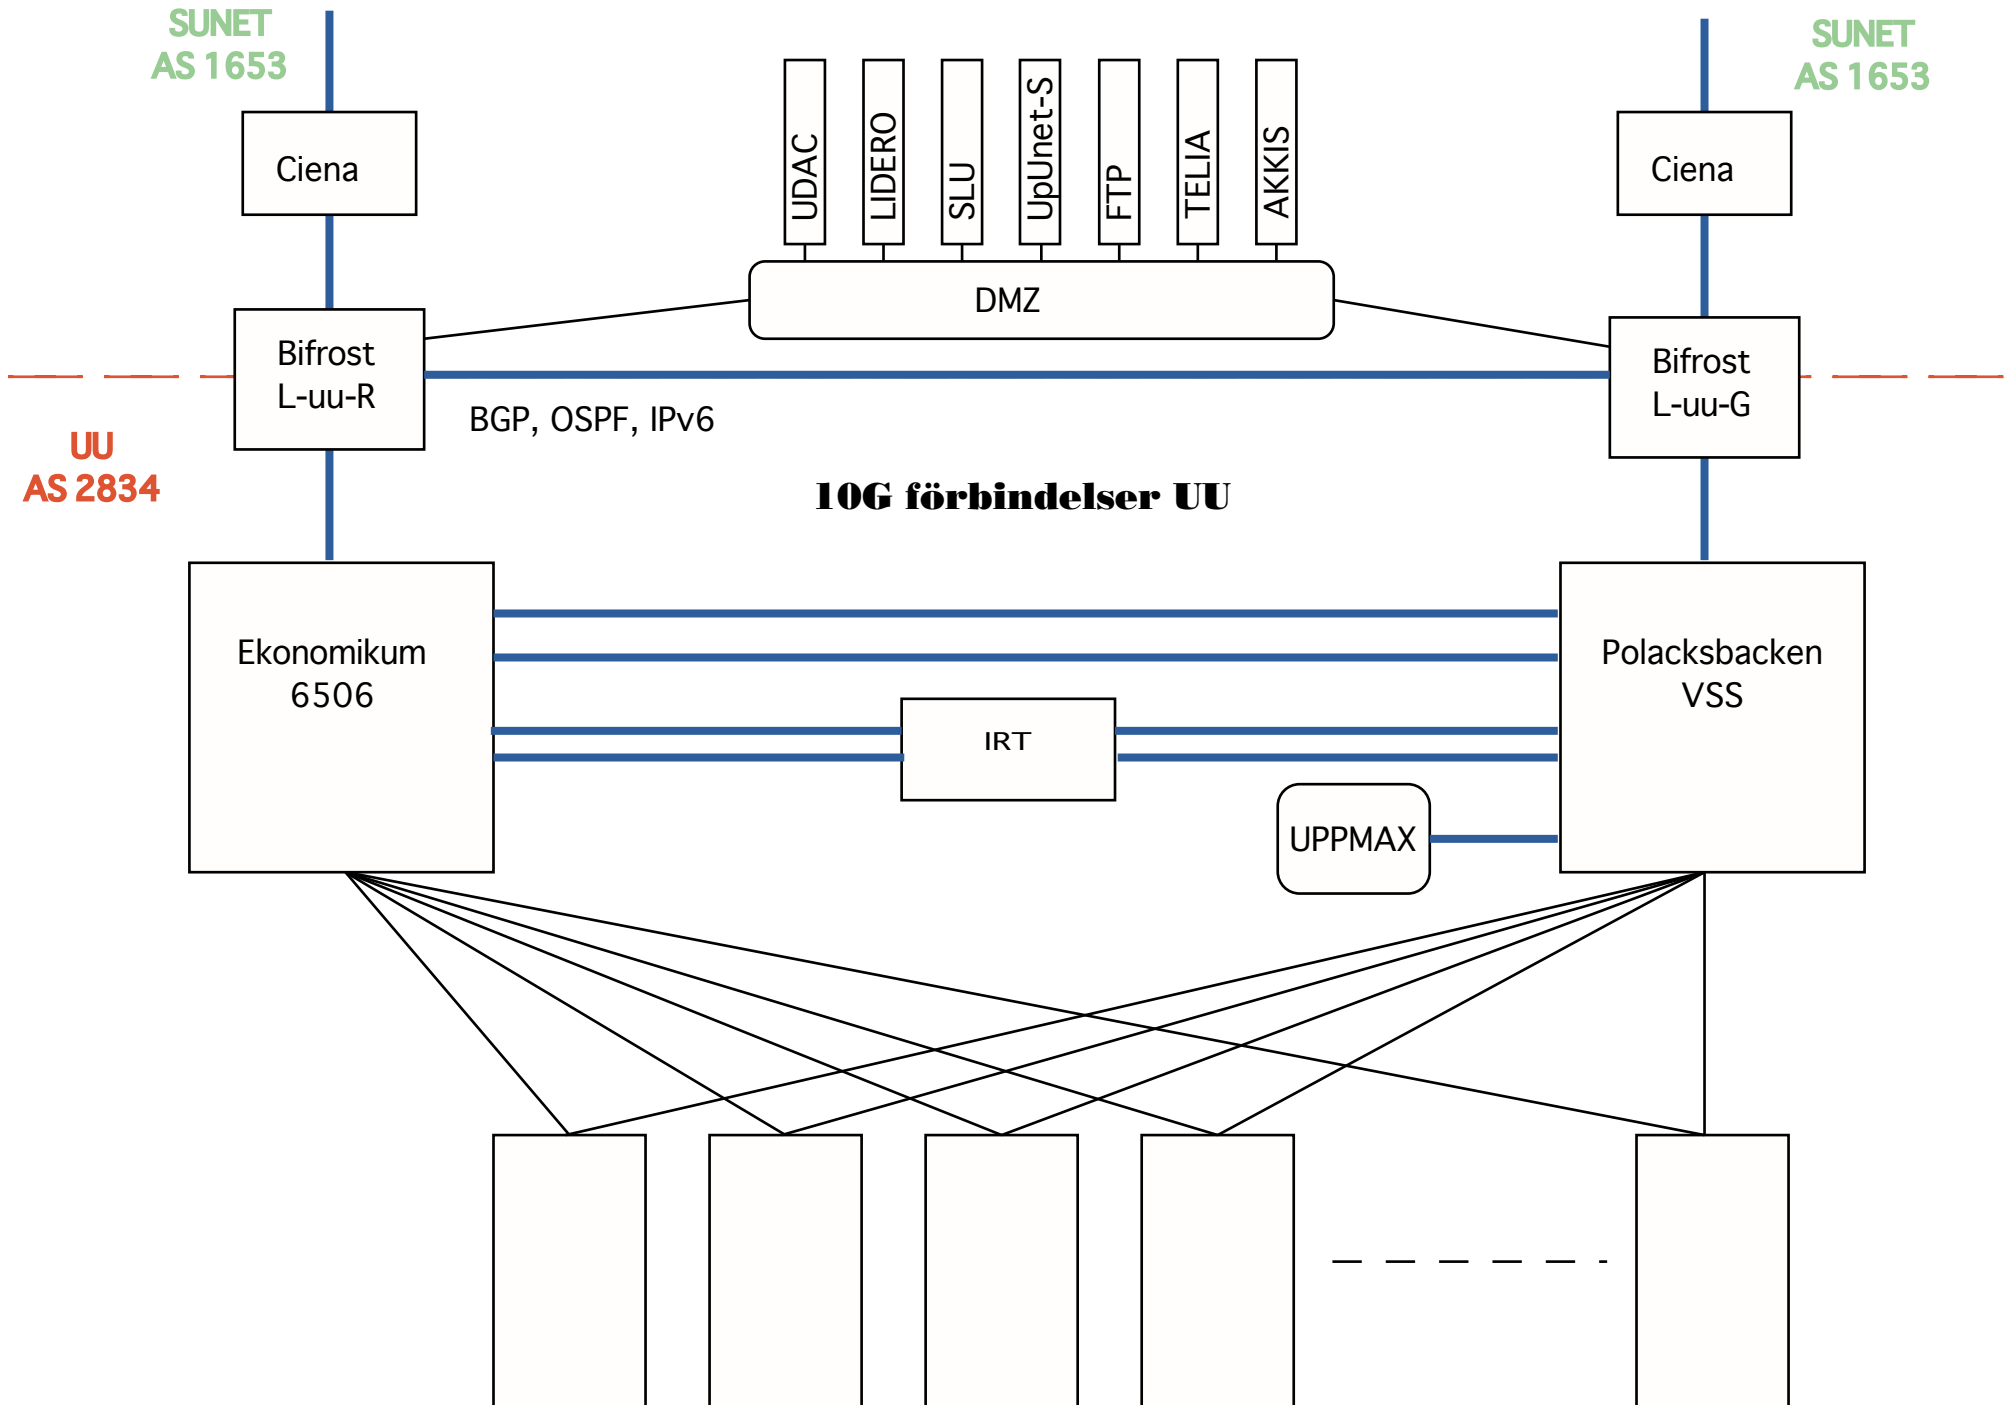 SUNET
AS 1653
SUNET
AS 1653
Ciena
UDAC
LIDERO
SLU
UpUnet-S
FTP
TELIA
AKKIS
Ciena
DMZ
Bifrost
L-uu-R
Bifrost
L-uu-G
BGP, OSPF, IPv6
UU
AS 2834
10G förbindelser UU
Ekonomikum
6506
Polacksbacken
VSS
IRT
UPPMAX